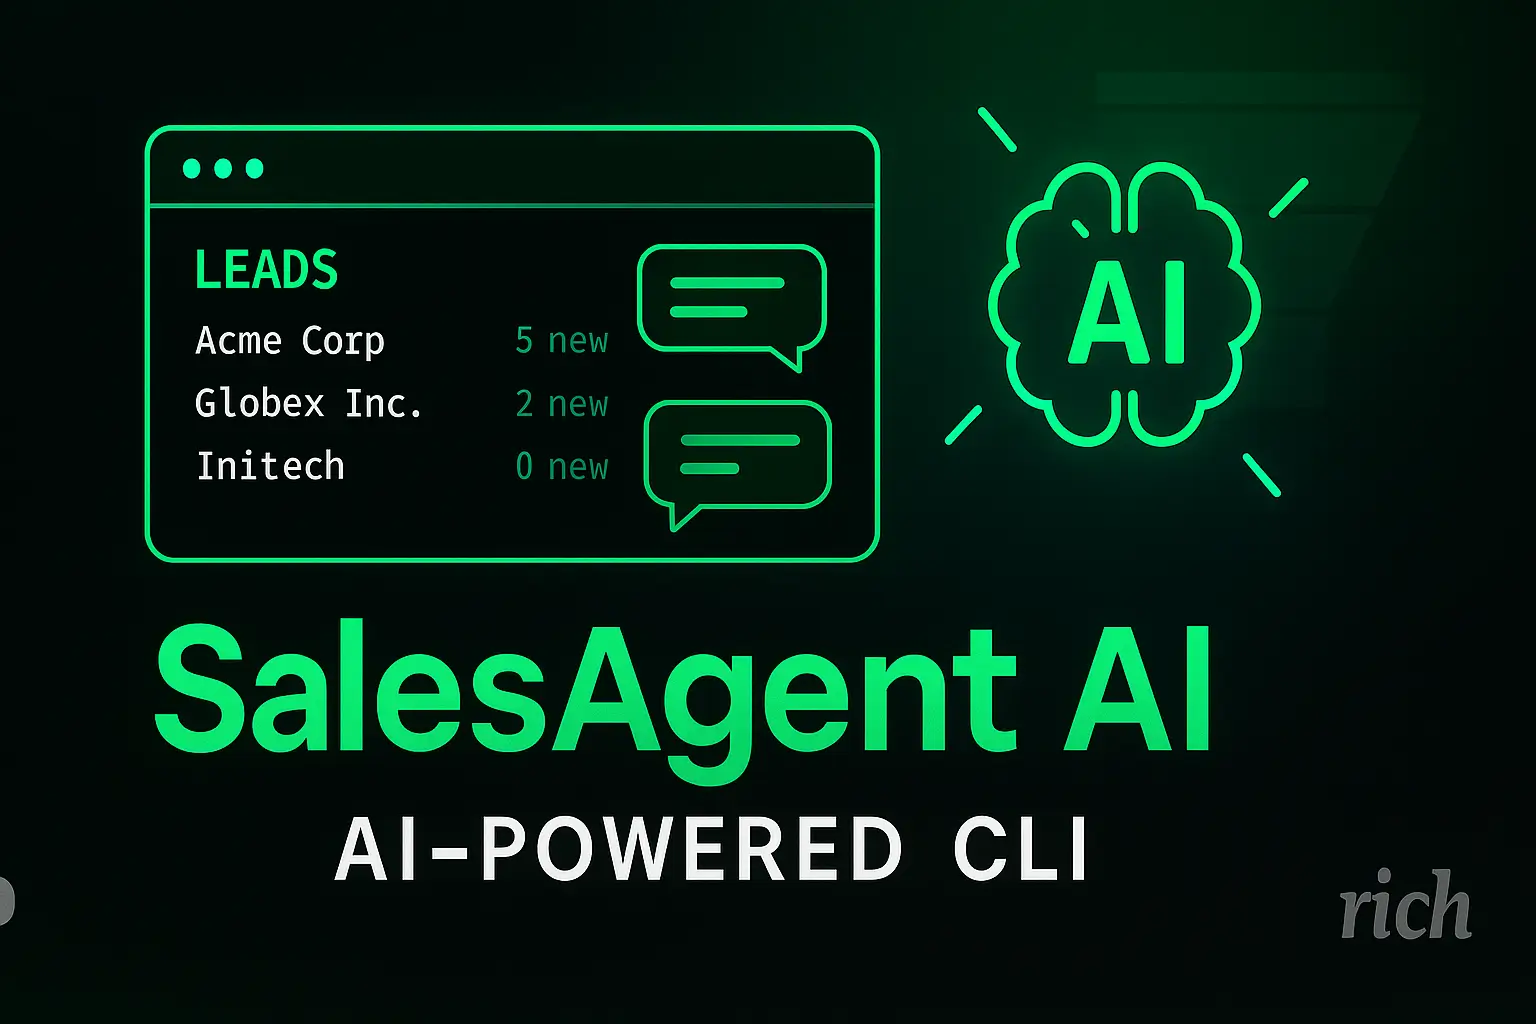 LEADS
Acme Corp 5 new
Globex Inc. 2 new
Initech 0 new
AI
SalesAgent AI
AI-POWERED CLI
rich